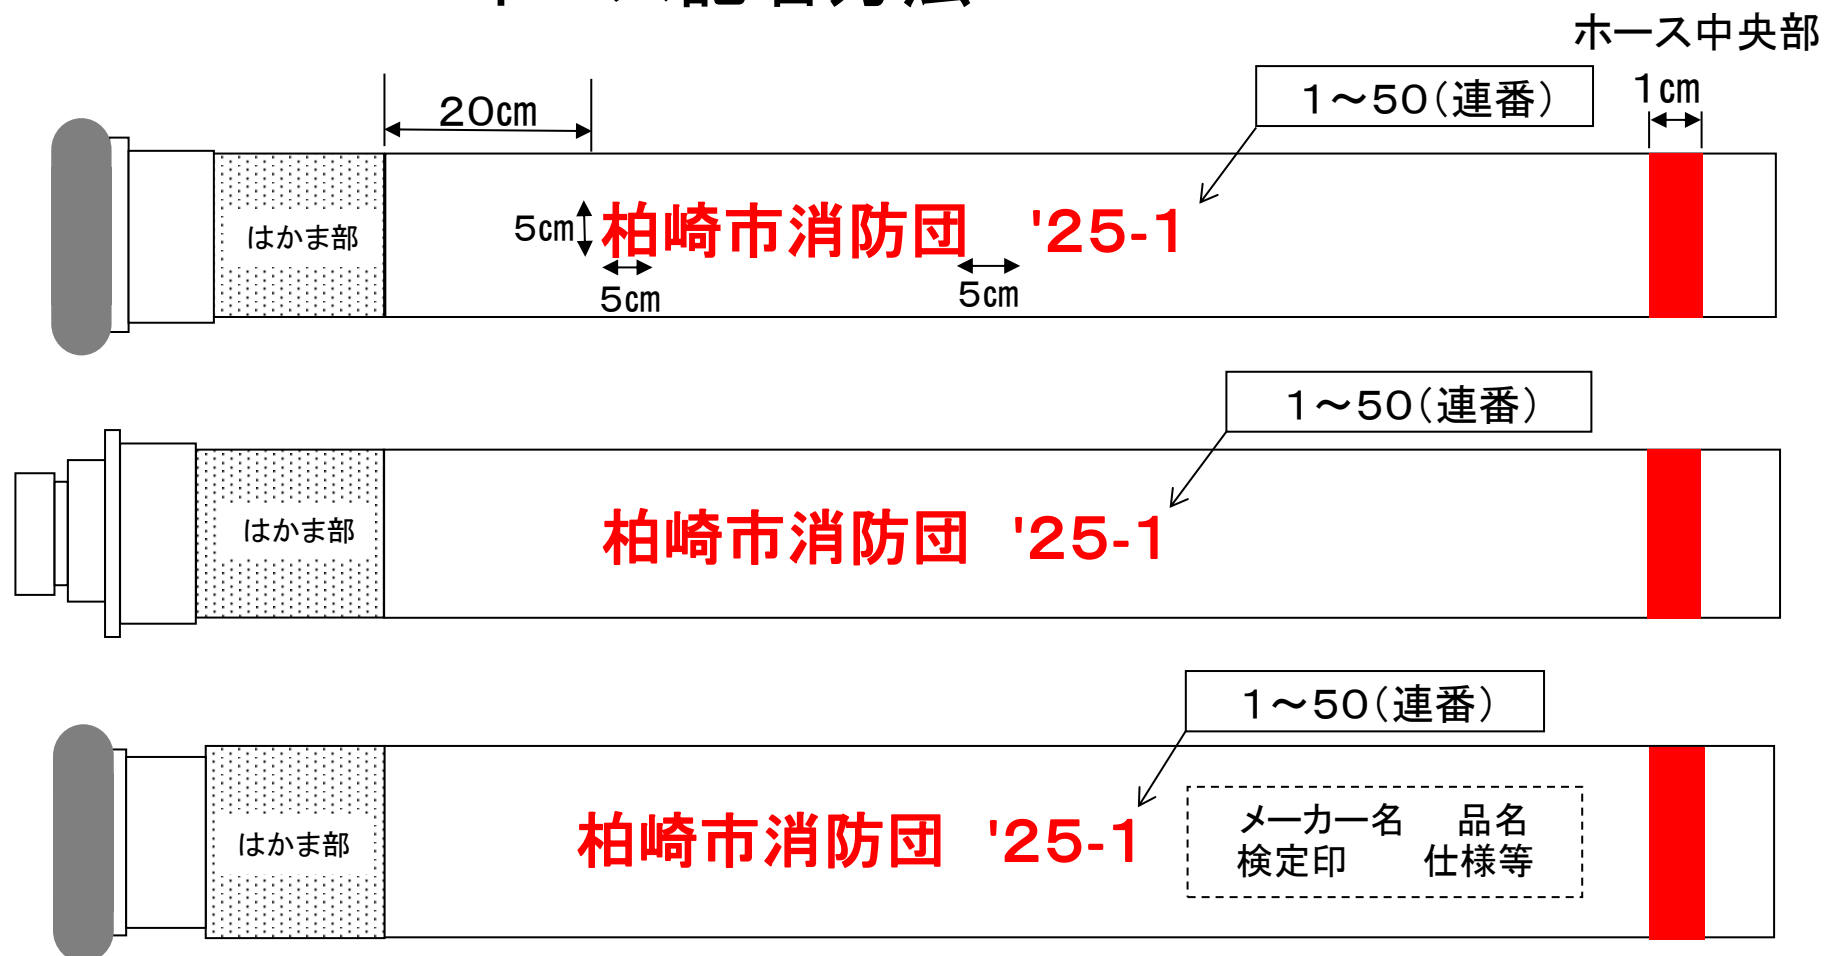 ホース中央部
20㎝
1～50(連番)
1㎝
はかま部
5㎝
柏崎市消防団 '25-1
5㎝
5㎝
1～50(連番)
はかま部
柏崎市消防団 '25-1
1～50(連番)
はかま部
柏崎市消防団 '25-1
メーカー名 品名
検定印 仕様等